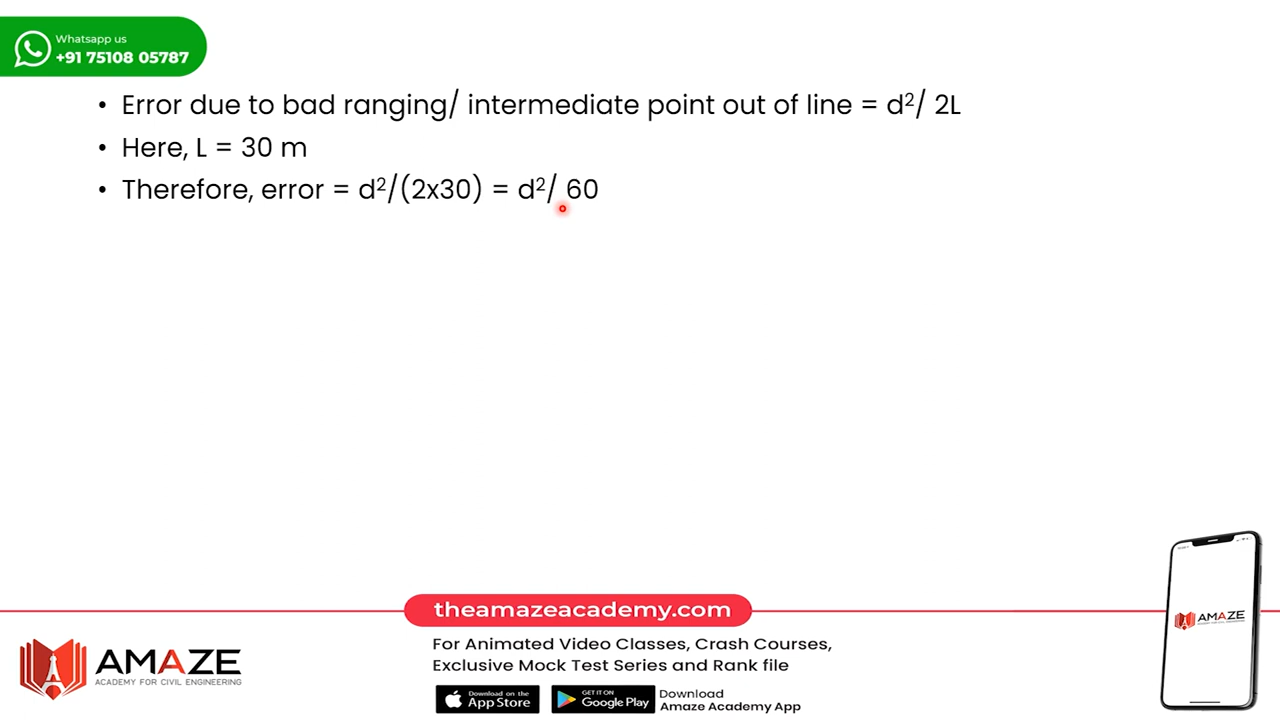 Whatsapp us
+91 75108 05787
• Error due to bad ranging/ intermediate point out of line = d²/ 2L
• Here, L = 30 m
• Therefore, error = d²/(2x30) = d²/ 60
theamazeacademy.com
For Animated Video Classes, Crash Courses,
Exclusive Mock Test Series and Rank file
AMAZE
ACADEMY FOR CIVIL ENGINEERING
Download on the
App Store
GET IT ON
Google Play
Download
Amaze Academy App
AMAZE